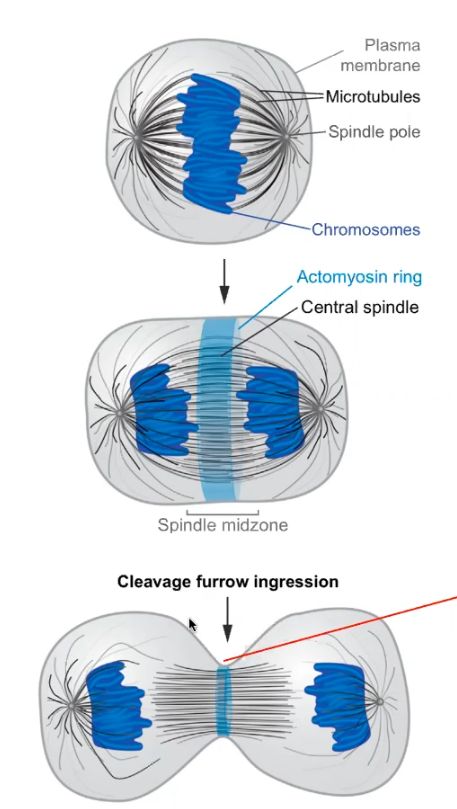 Plasma
membrane
Microtubules
Spindle pole
Chromosomes
Actomyosin ring
Central spindle
Spindle midzone
Cleavage furrow ingression